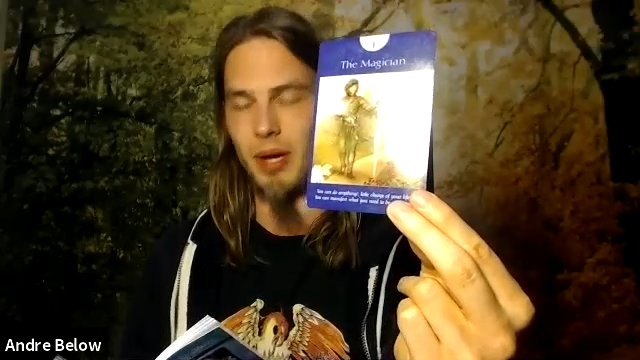 I
The Magician
You can do anything! Take charge of your life
You can manifest what you need to
Andre Below